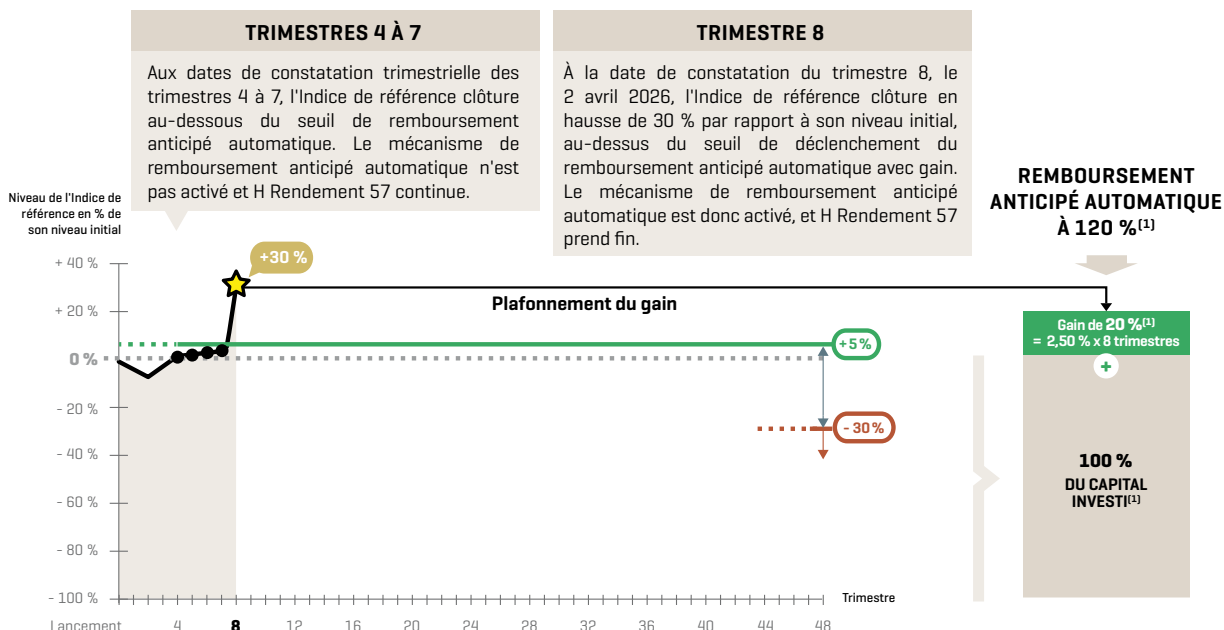 TRIMESTRES 4 À 7
Aux dates de constatation trimestrielle des
trimestres 4 à 7, l'Indice de référence clôture
au-dessous du seuil de remboursement
anticipé automatique. Le mécanisme de
remboursement anticipé automatique n'est
pas activé et H Rendement 57 continue.
TRIMESTRE 8
À la date de constatation du trimestre 8, le
2 avril 2026, l'Indice de référence clôture en
hausse de 30 % par rapport à son niveau initial,
au-dessus du seuil de déclenchement du
remboursement anticipé automatique avec gain.
Le mécanisme de remboursement anticipé
automatique est donc activé, et H Rendement 57
prend fin.
REMBOURSEMENT
ANTICIPÉ AUTOMATIQUE
À 120 %(1)
Niveau de l'Indice de
référence en % de
son niveau initial
+ 40 %
+ 20 %
0 %
- 20 %
- 40 %
- 60 %
- 80 %
- 100 %
+30 %
Plafonnement du gain
+5 %
- 30 %
Gain de 20 %(1)
= 2,50 % x 8 trimestres
+
100 %
DU CAPITAL
INVESTI(1)
Trimestre
Lancement 4 8 12 16 20 24 28 32 36 40 44 48